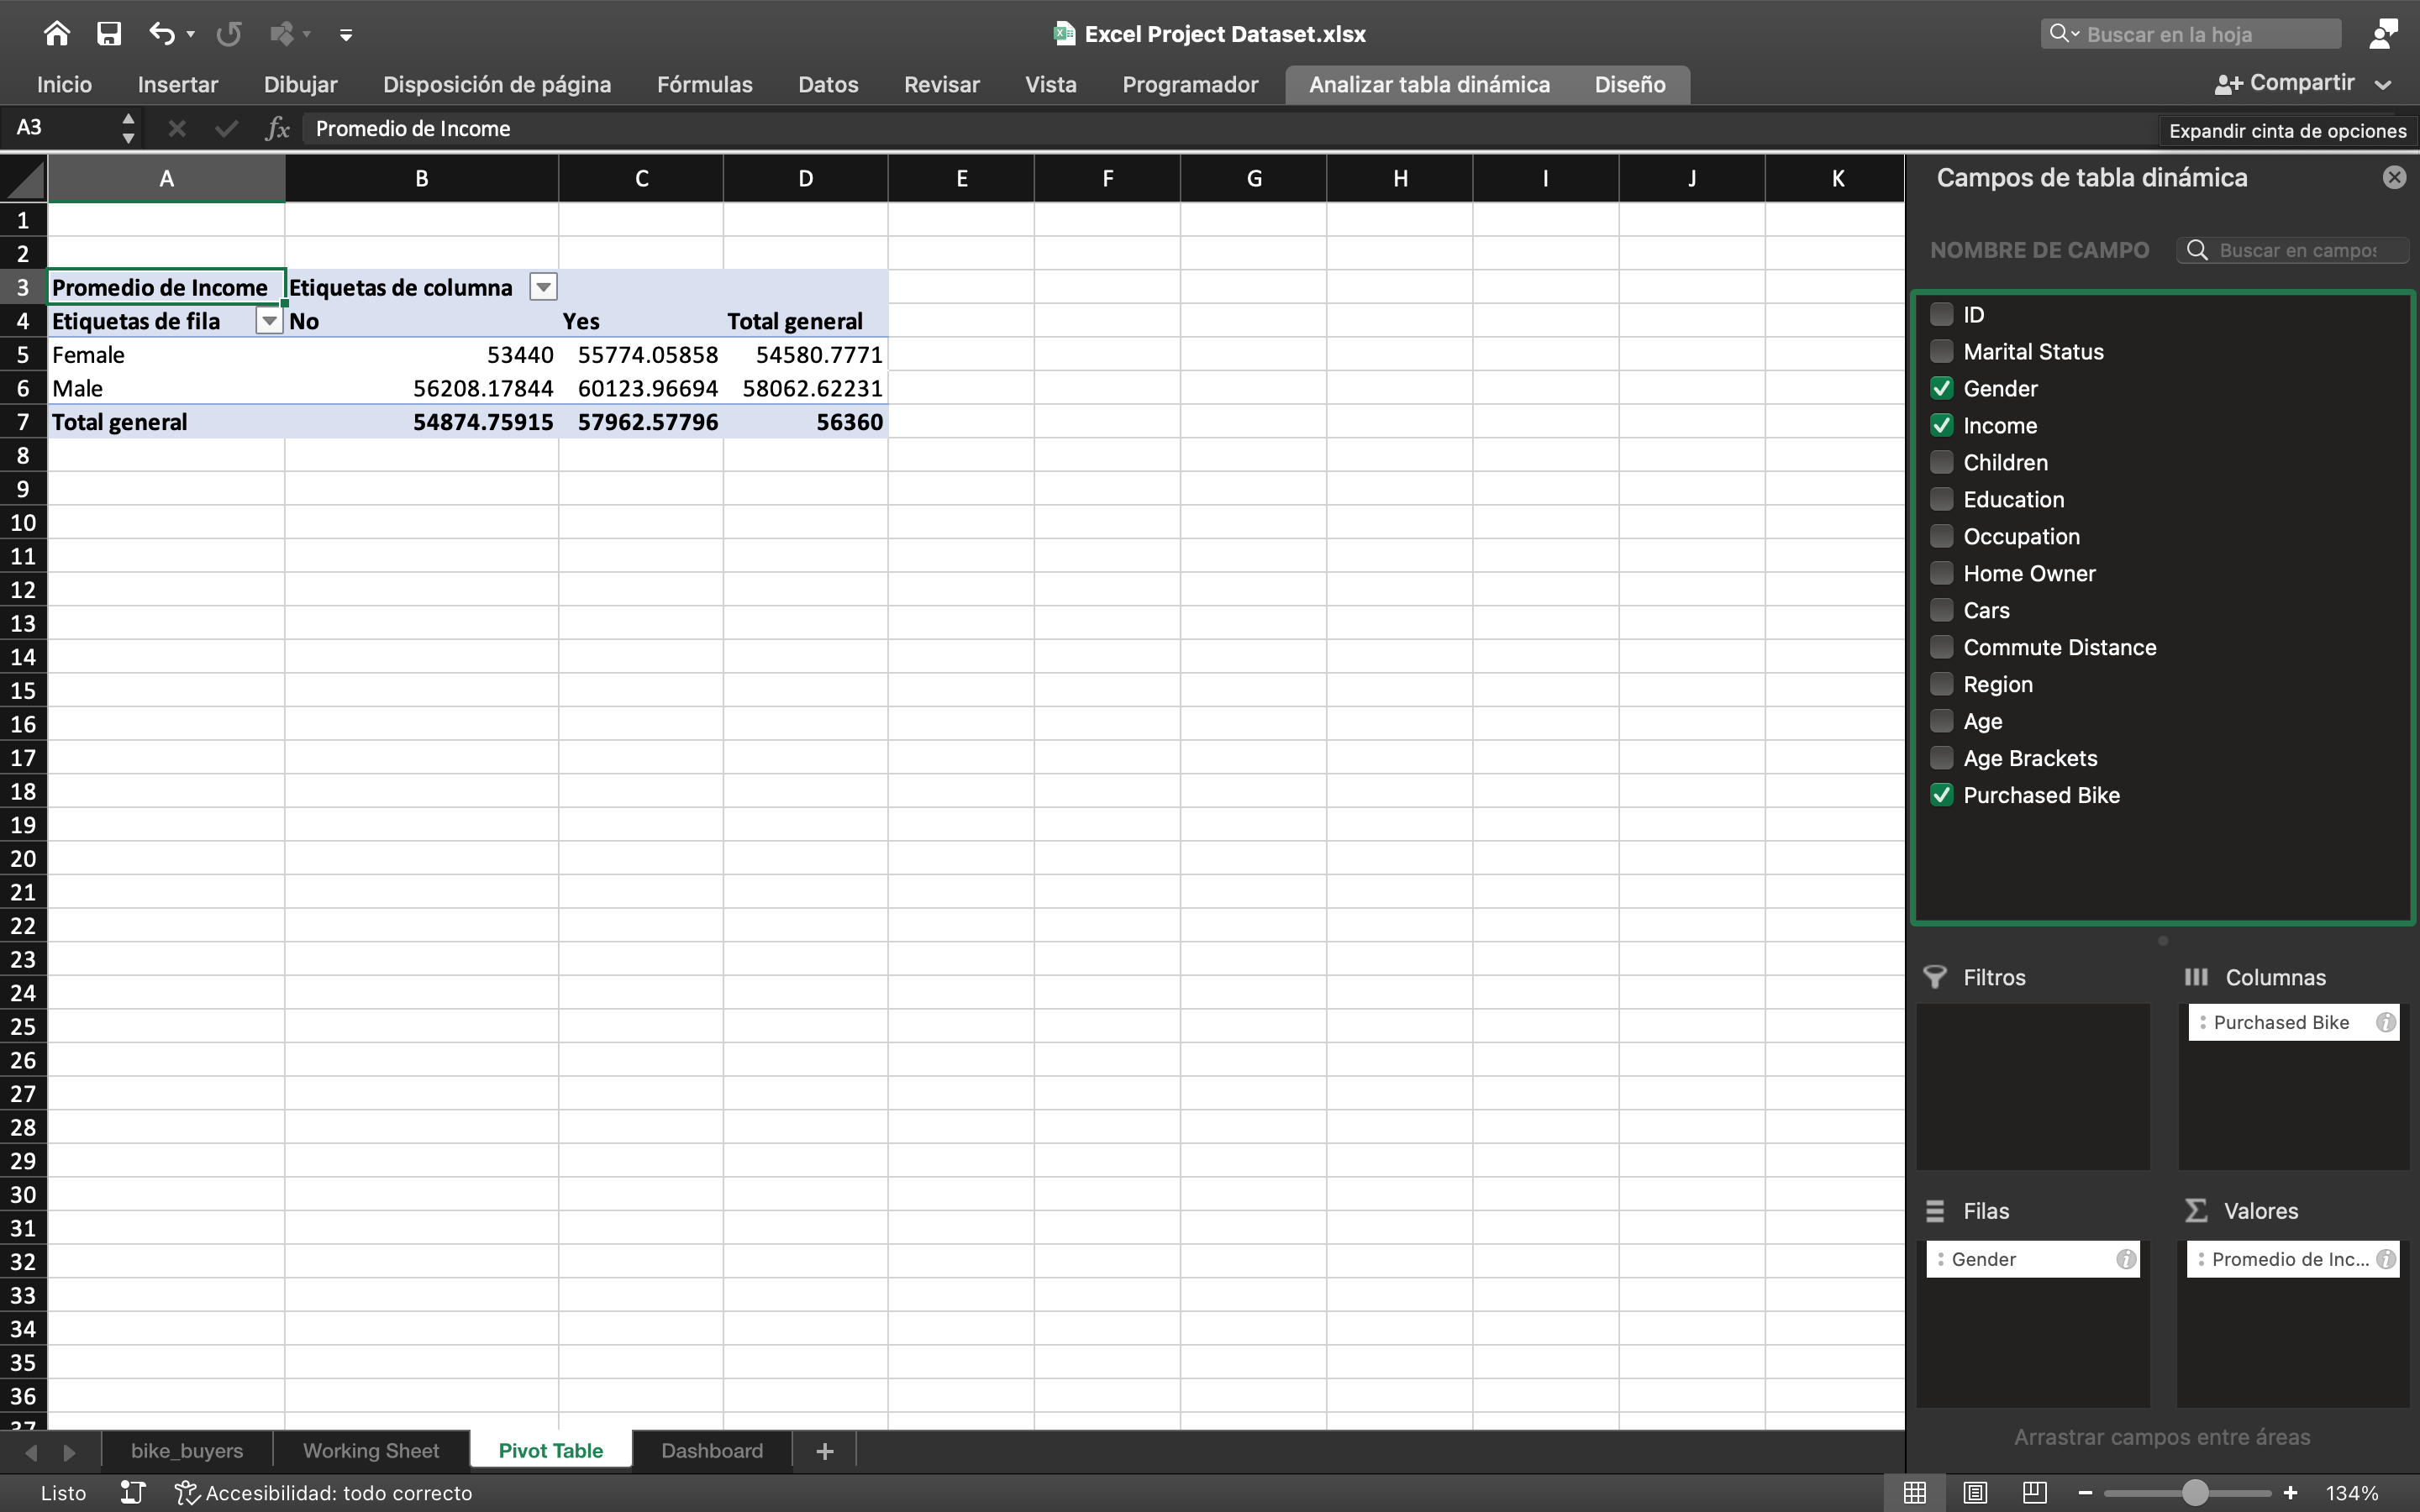 Excel Project Dataset.xlsx
Buscar en la hoja
Inicio Insertar Dibujar Disposición de página Fórmulas Datos Revisar Vista Programador Analizar tabla dinámica Diseño Compartir
A3 fx Promedio de Income
Expandir cinta de opciones
A B C D E F G H I J K
1
2
3 Promedio de Income Etiquetas de columna
4 Etiquetas de fila No Yes Total general
5 Female 53440 55774.05858 54580.7771
6 Male 56208.17844 60123.96694 58062.62231
7 Total general 54874.75915 57962.57796 56360
8
9
10
11
12
13
14
15
16
17
18
19
20
21
22
23
24
25
26
27
28
29
30
31
32
33
34
35
36
37
Campos de tabla dinámica
NOMBRE DE CAMPO Buscar en campos
ID
Marital Status
Gender
Income
Children
Education
Occupation
Home Owner
Cars
Commute Distance
Region
Age
Age Brackets
Purchased Bike
Filtros Columnas
Purchased Bike
Filas Valores
Gender Promedio de Inc...
Arrastrar campos entre áreas
bike_buyers Working Sheet Pivot Table Dashboard +
Listo Accesibilidad: todo correcto 134%